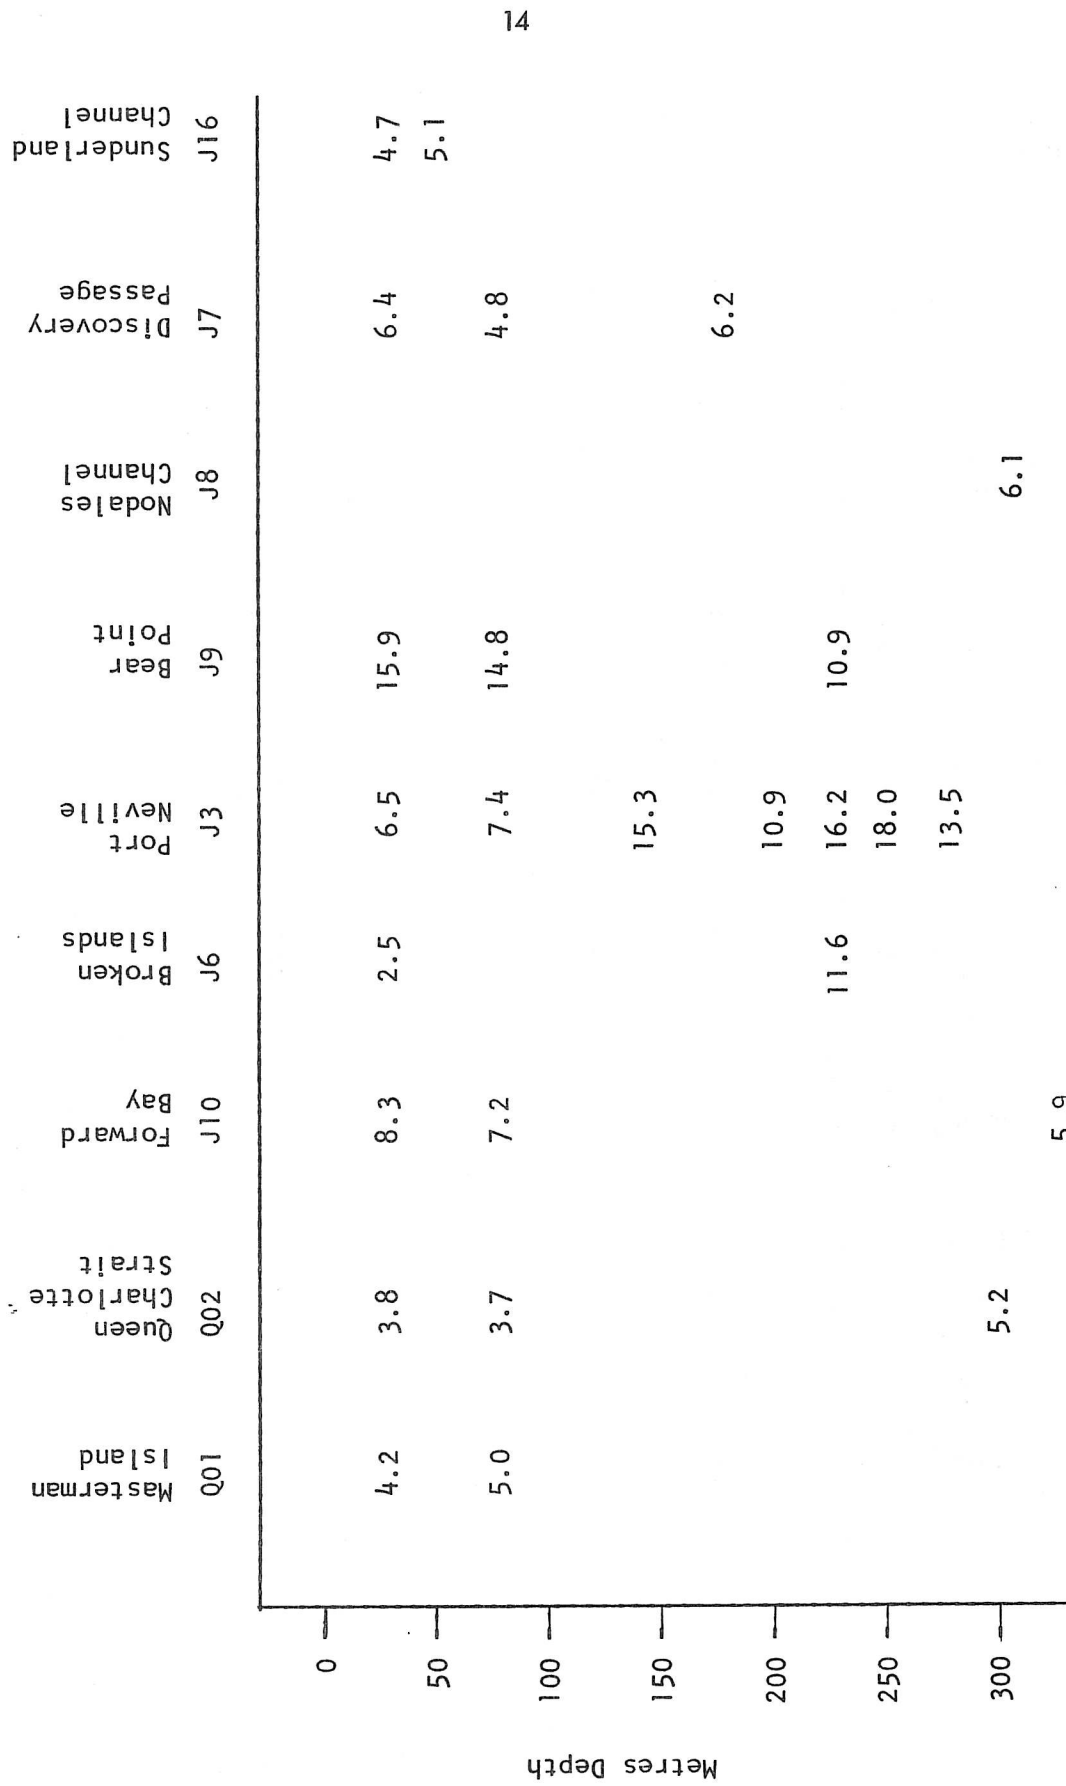 14
Masterman
Island
Q01
Queen
Charlotte
Strait
Q02
Forward
Bay
J10
Broken
Islands
J6
Port
Neville
J3
Bear
Point
J9
Nodales
Channel
J8
Discovery
Passage
J7
Sunderland
Channel
J16
Metres Depth
0
4.2 3.8 8.3 2.5 6.5 15.9 6.4 4.7
50
5.1
5.0 3.7 7.2 7.4 14.8 4.8
100
15.3
150
6.2
200
10.9
11.6 16.2 10.9
250
18.0
13.5
300
5.2
6.1
5.9